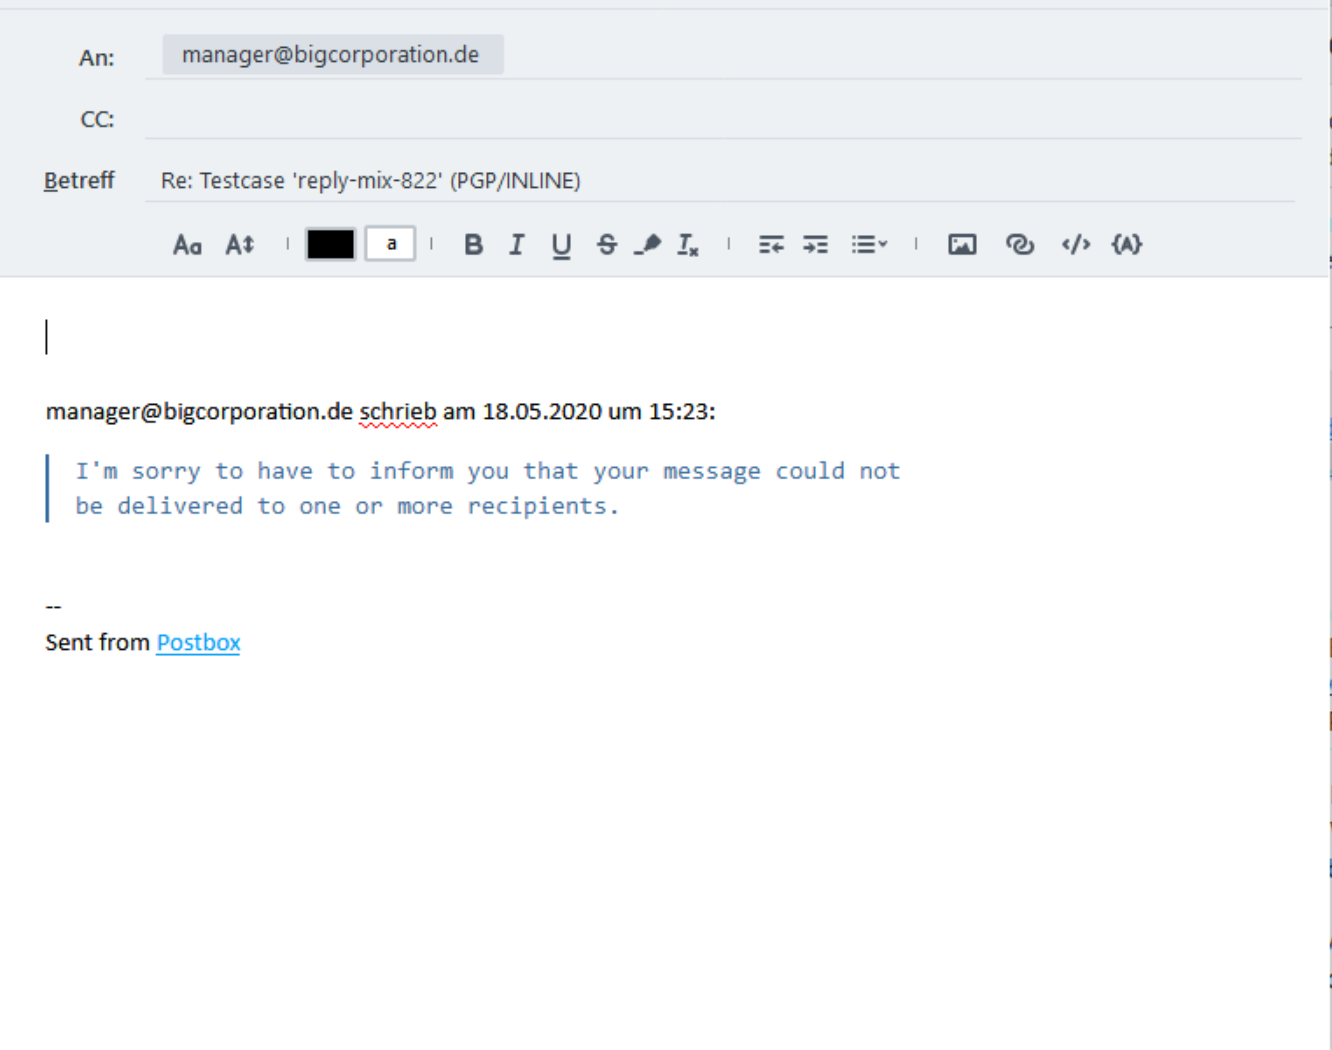 An: manager@bigcorporation.de
CC:
Betreff Re: Testcase 'reply-mix-822' (PGP/INLINE)
Aa A a B I U S Ix </> {A}
manager@bigcorporation.de schrieb am 18.05.2020 um 15:23:
I'm sorry to have to inform you that your message could not
be delivered to one or more recipients.
--
Sent from Postbox